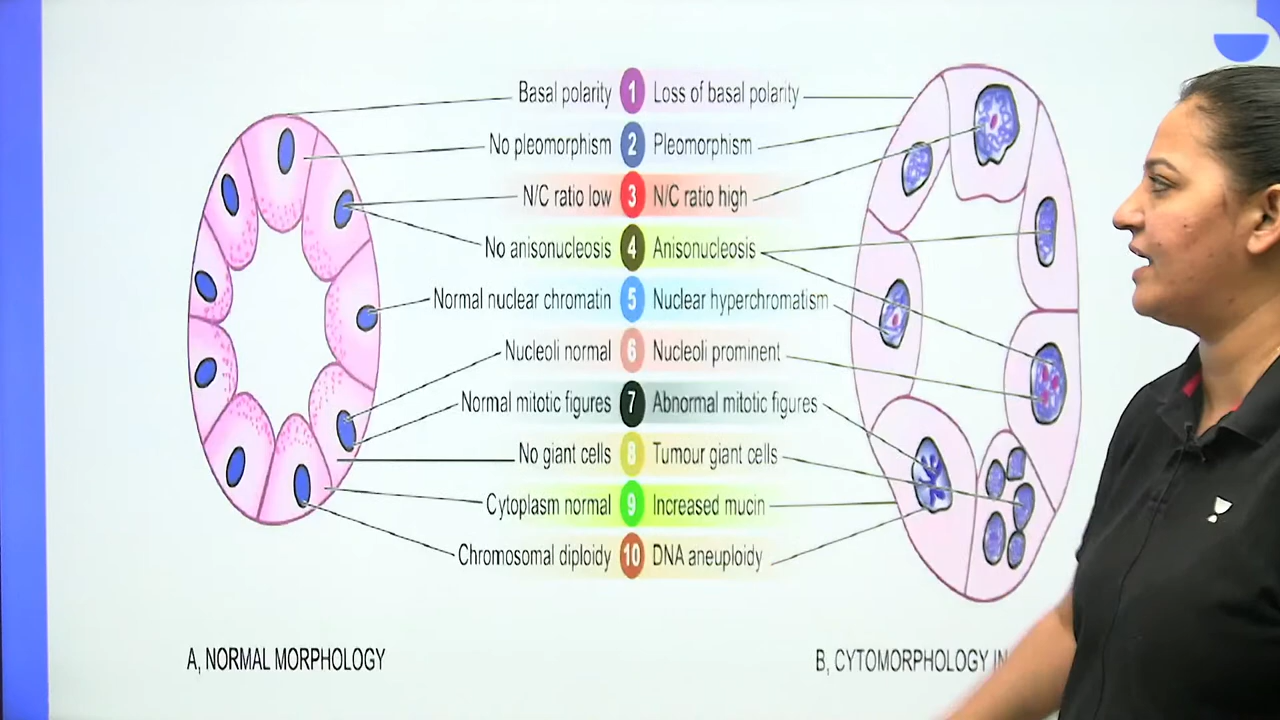 Basal polarity 1 Loss of basal polarity
No pleomorphism 2 Pleomorphism
N/C ratio low 3 N/C ratio high
No anisonucleosis 4 Anisonucleosis
Normal nuclear chromatin 5 Nuclear hyperchromatism
Nucleoli normal 6 Nucleoli prominent
Normal mitotic figures 7 Abnormal mitotic figures
No giant cells 8 Tumour giant cells
Cytoplasm normal 9 Increased mucin
Chromosomal diploidy 10 DNA aneuploidy
A, NORMAL MORPHOLOGY
B, CYTOMORPHOLOGY IN